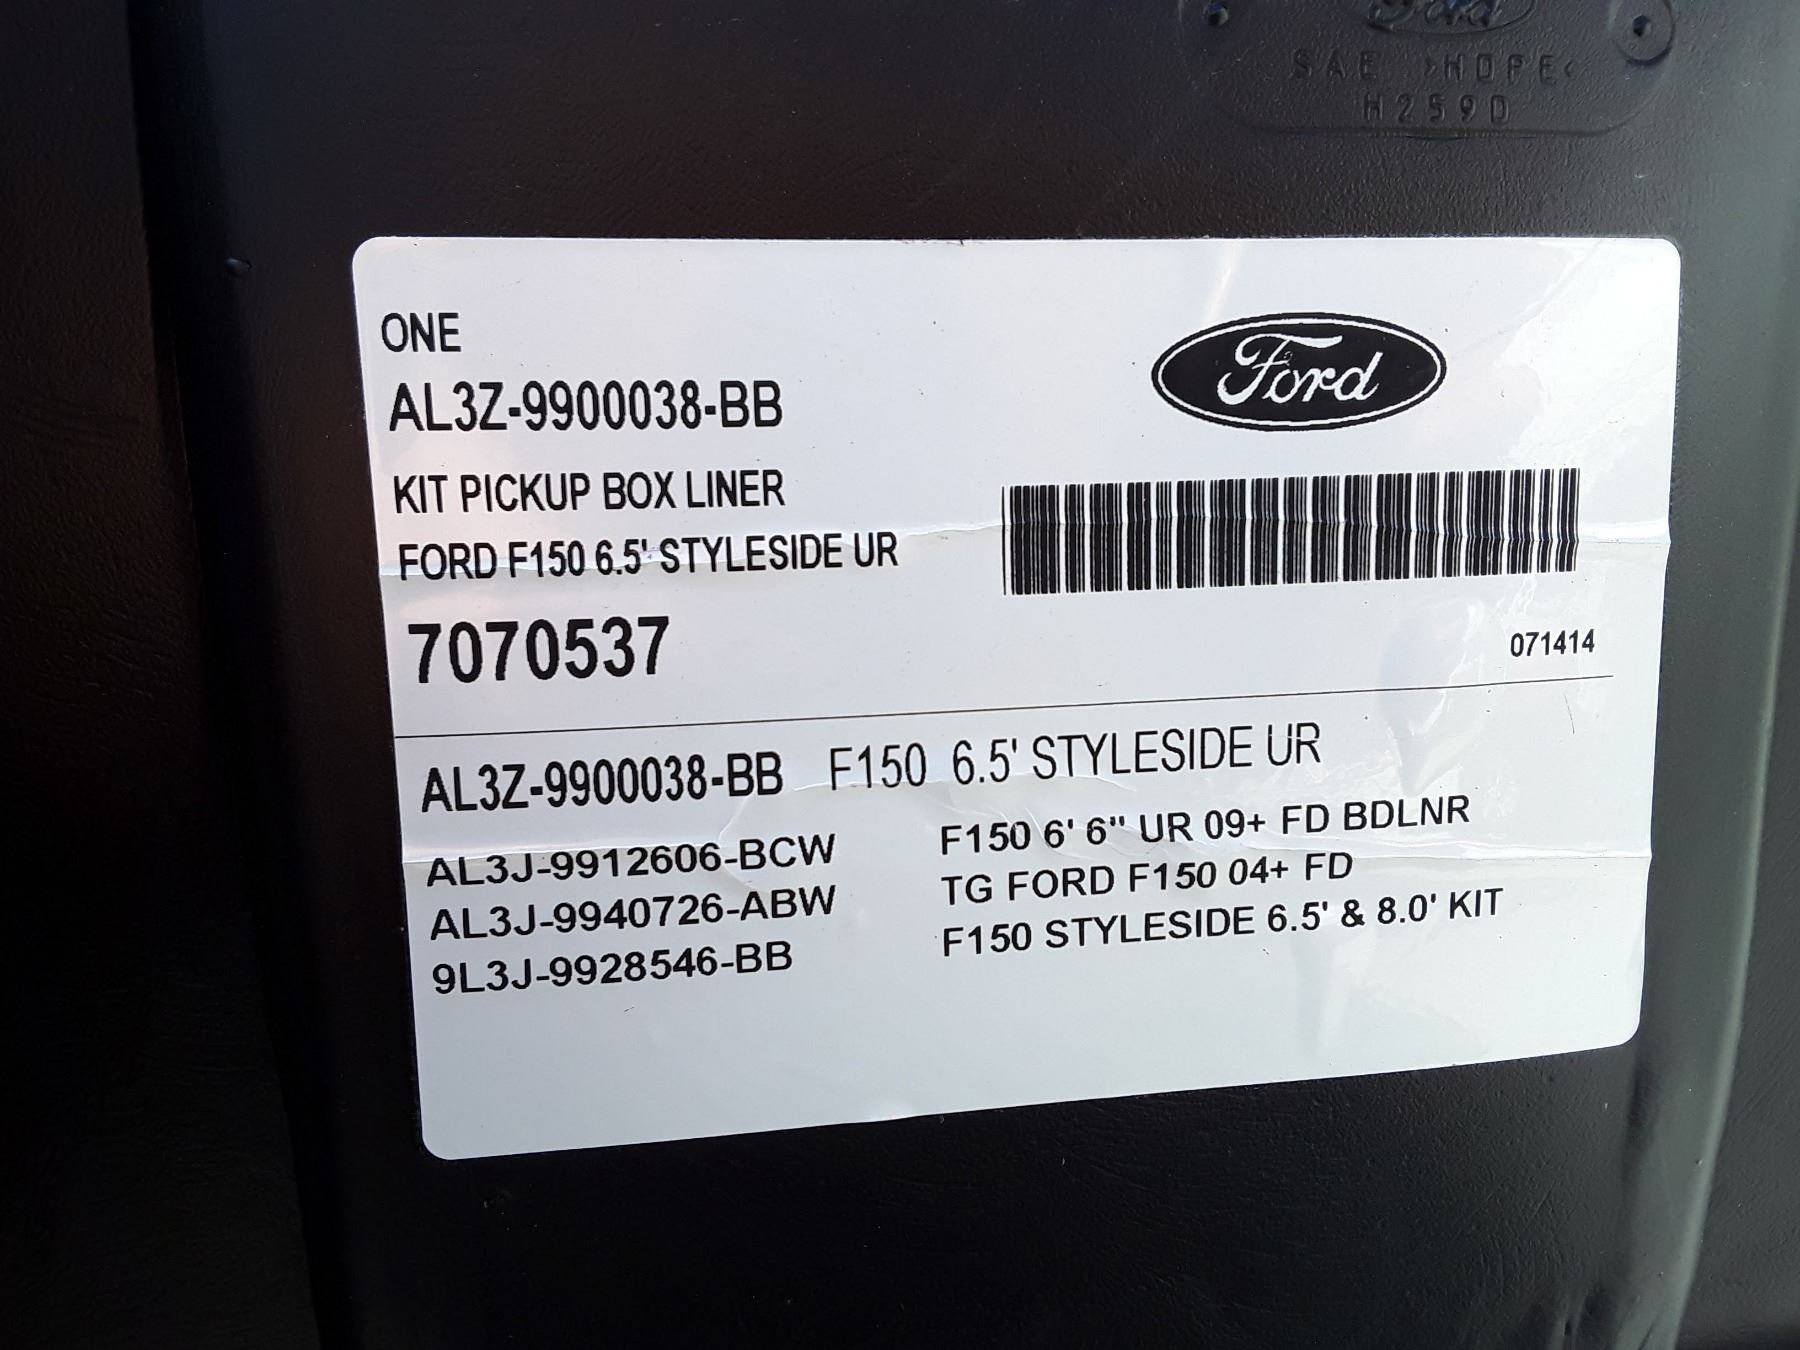 Ford
SAE >HDPE<
H259D
ONE
AL3Z-9900038-BB
Ford
KIT PICKUP BOX LINER
FORD F150 6.5' STYLESIDE UR
7070537
071414
AL3Z-9900038-BB F150 6.5' STYLESIDE UR
AL3J-9912606-BCW F150 6' 6" UR 09+ FD BDLNR
AL3J-9940726-ABW TG FORD F150 04+ FD
9L3J-9928546-BB F150 STYLESIDE 6.5' & 8.0' KIT